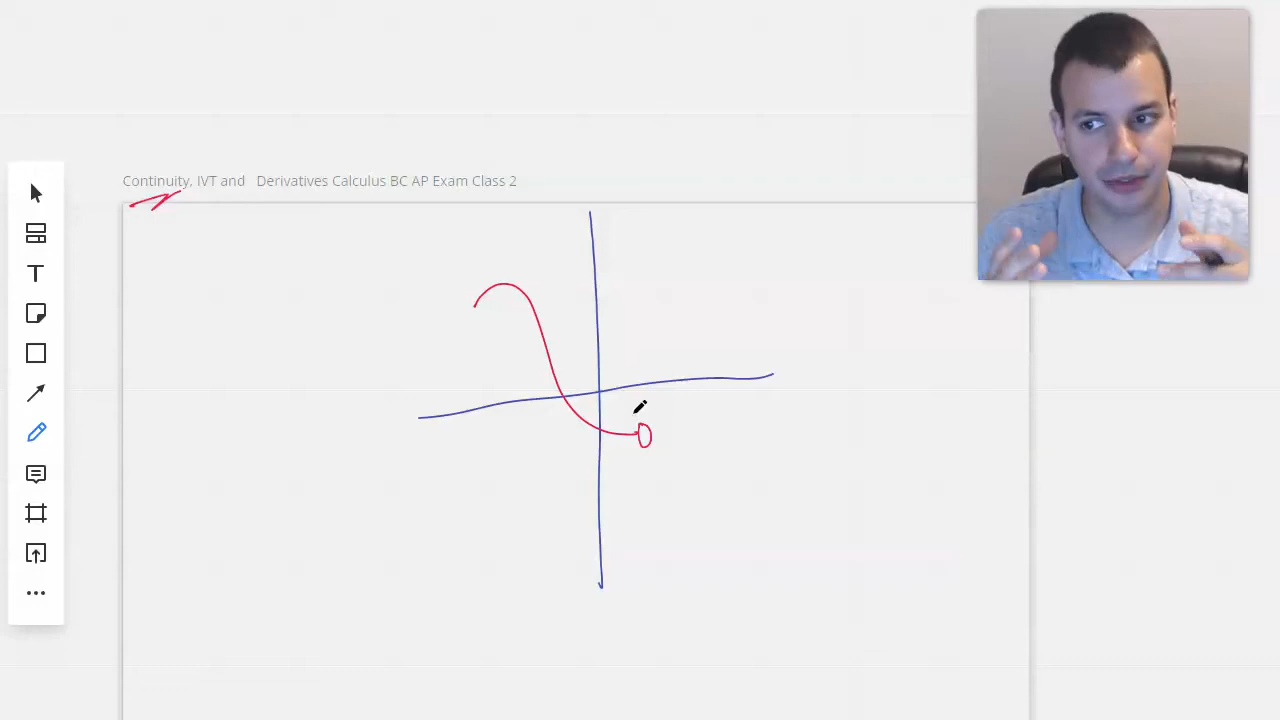 Continuity, IVT and Derivatives Calculus BC AP Exam Class 2
T